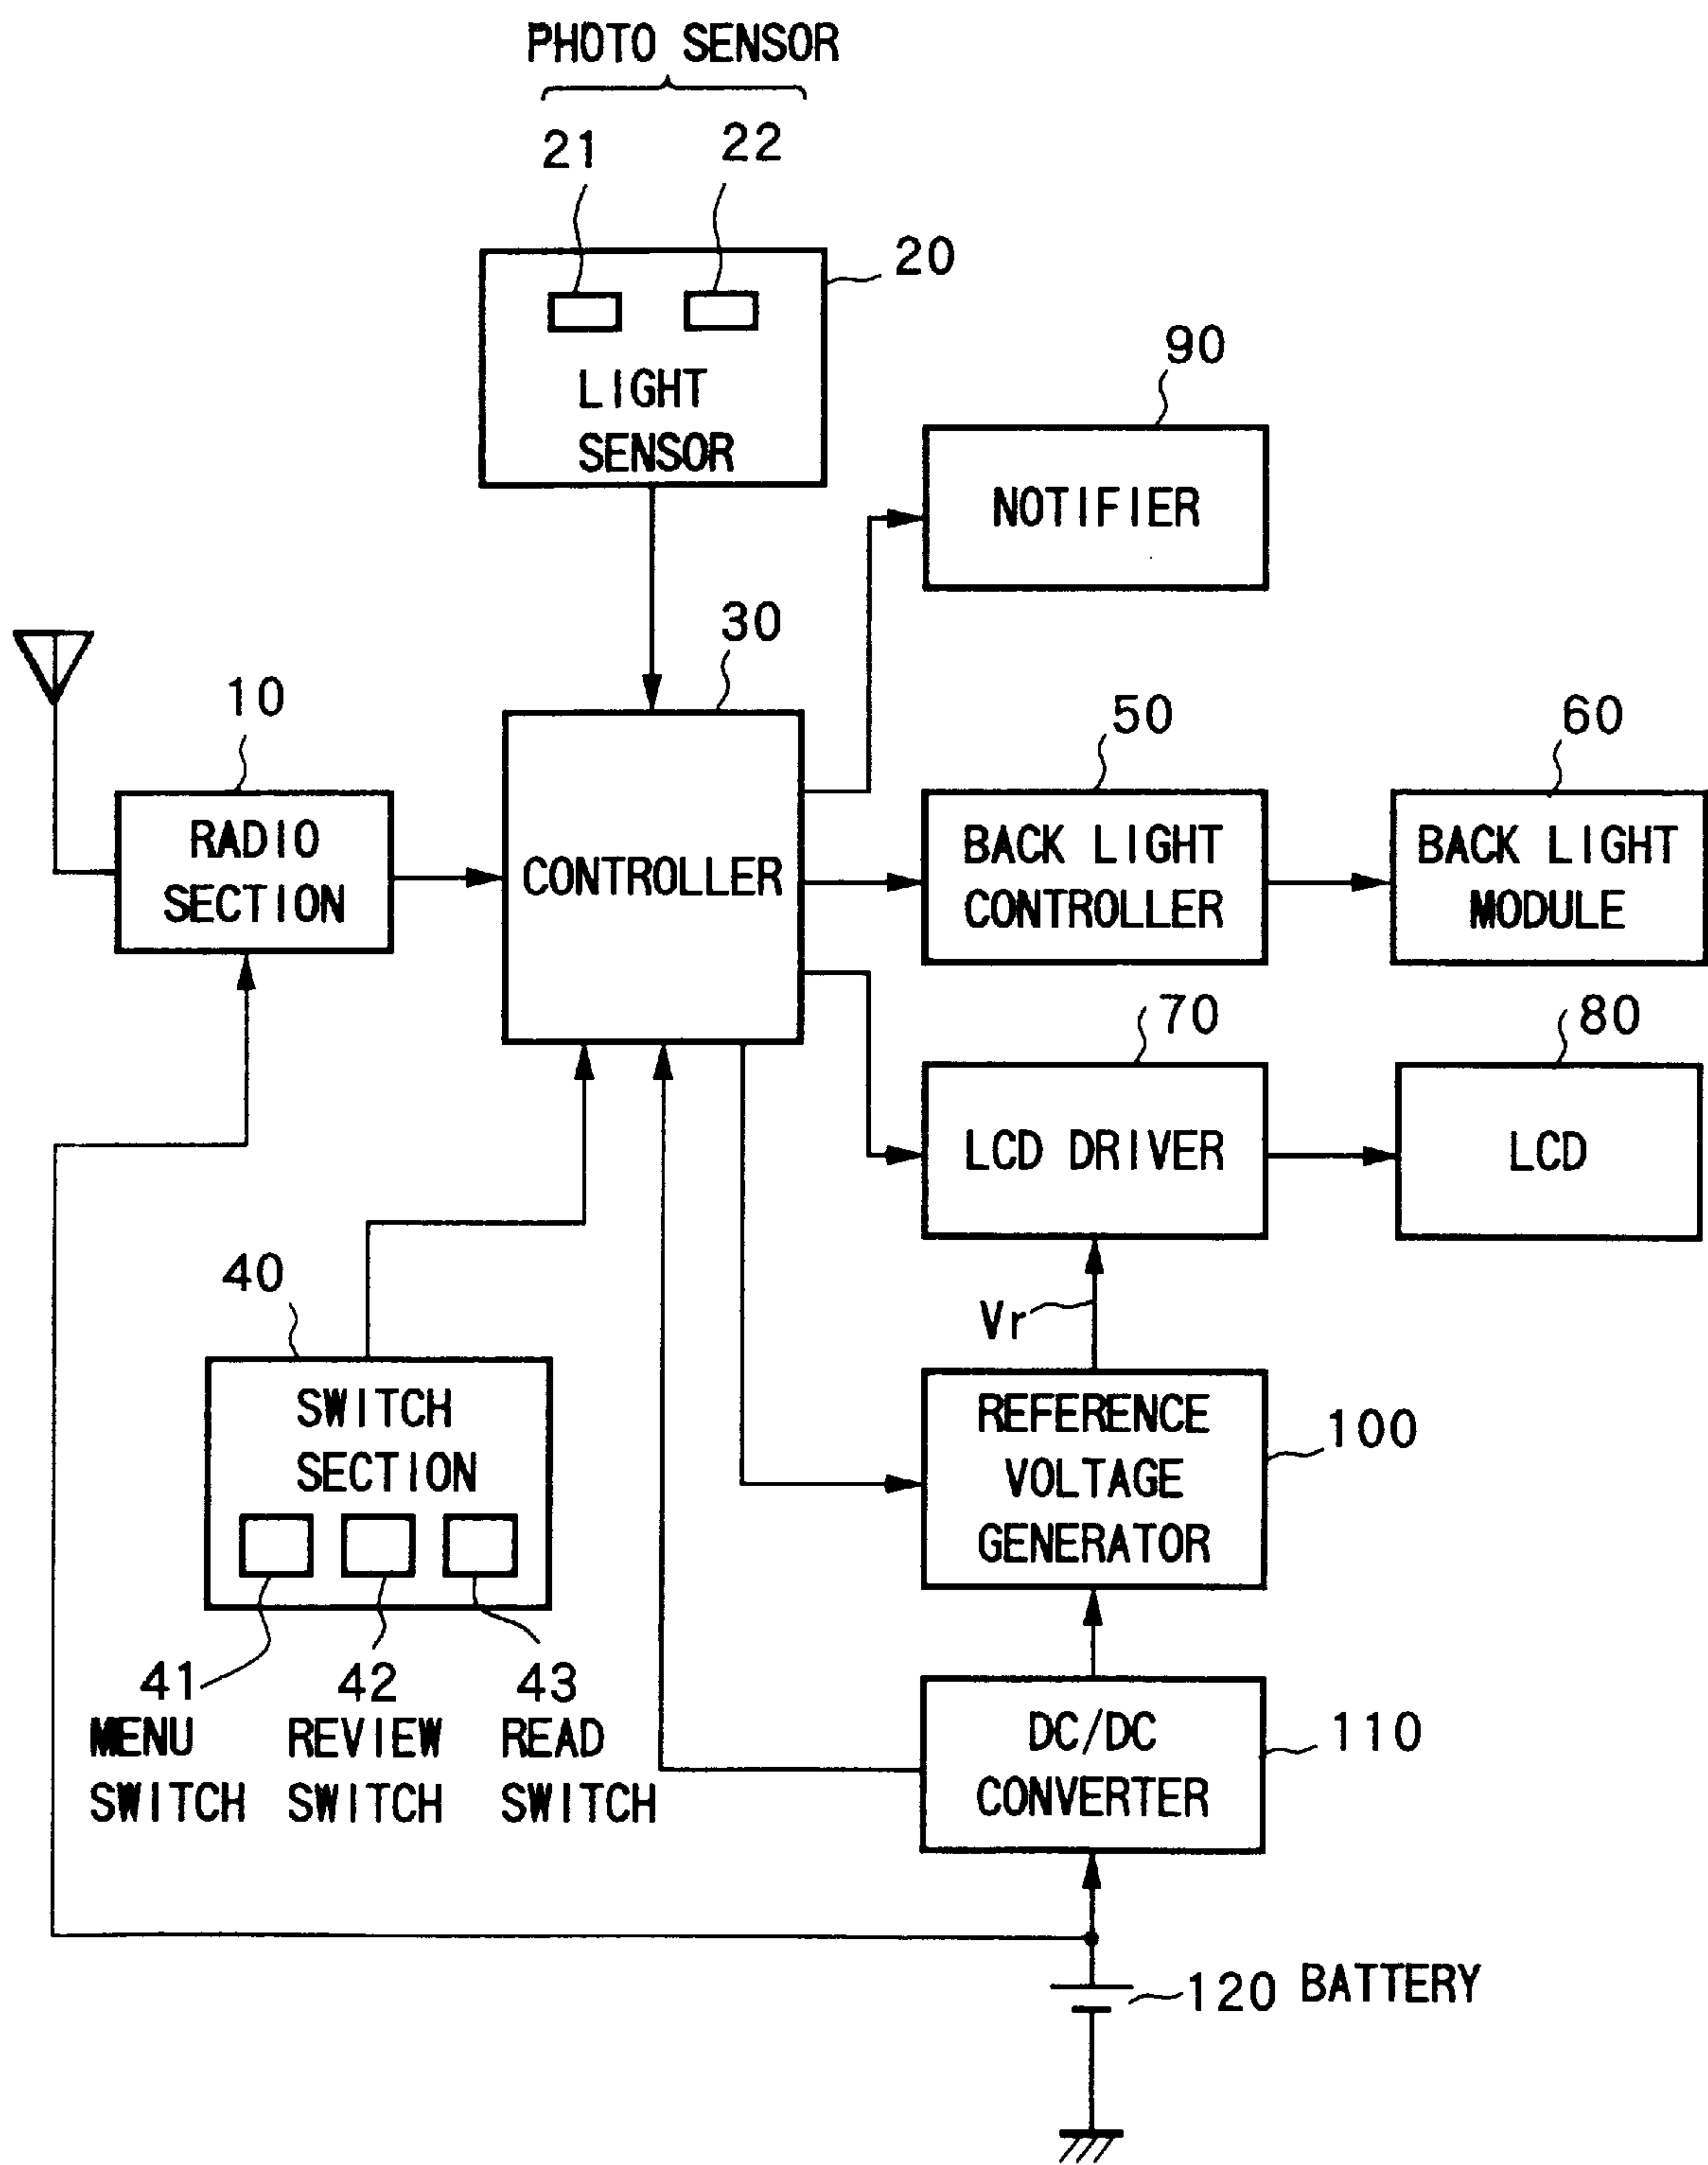 PHOTO SENSOR
21 22
20
LIGHT
SENSOR
90
NOTIFIER
30
10
50
60
RADIO
SECTION
CONTROLLER
BACK LIGHT
CONTROLLER
BACK LIGHT
MODULE
70
80
LCD DRIVER
LCD
40
Vr
SWITCH
SECTION
REFERENCE
VOLTAGE
GENERATOR
100
41 42 43
MENU
SWITCH
REVIEW
SWITCH
READ
SWITCH
DC/DC
CONVERTER
110
120 BATTERY